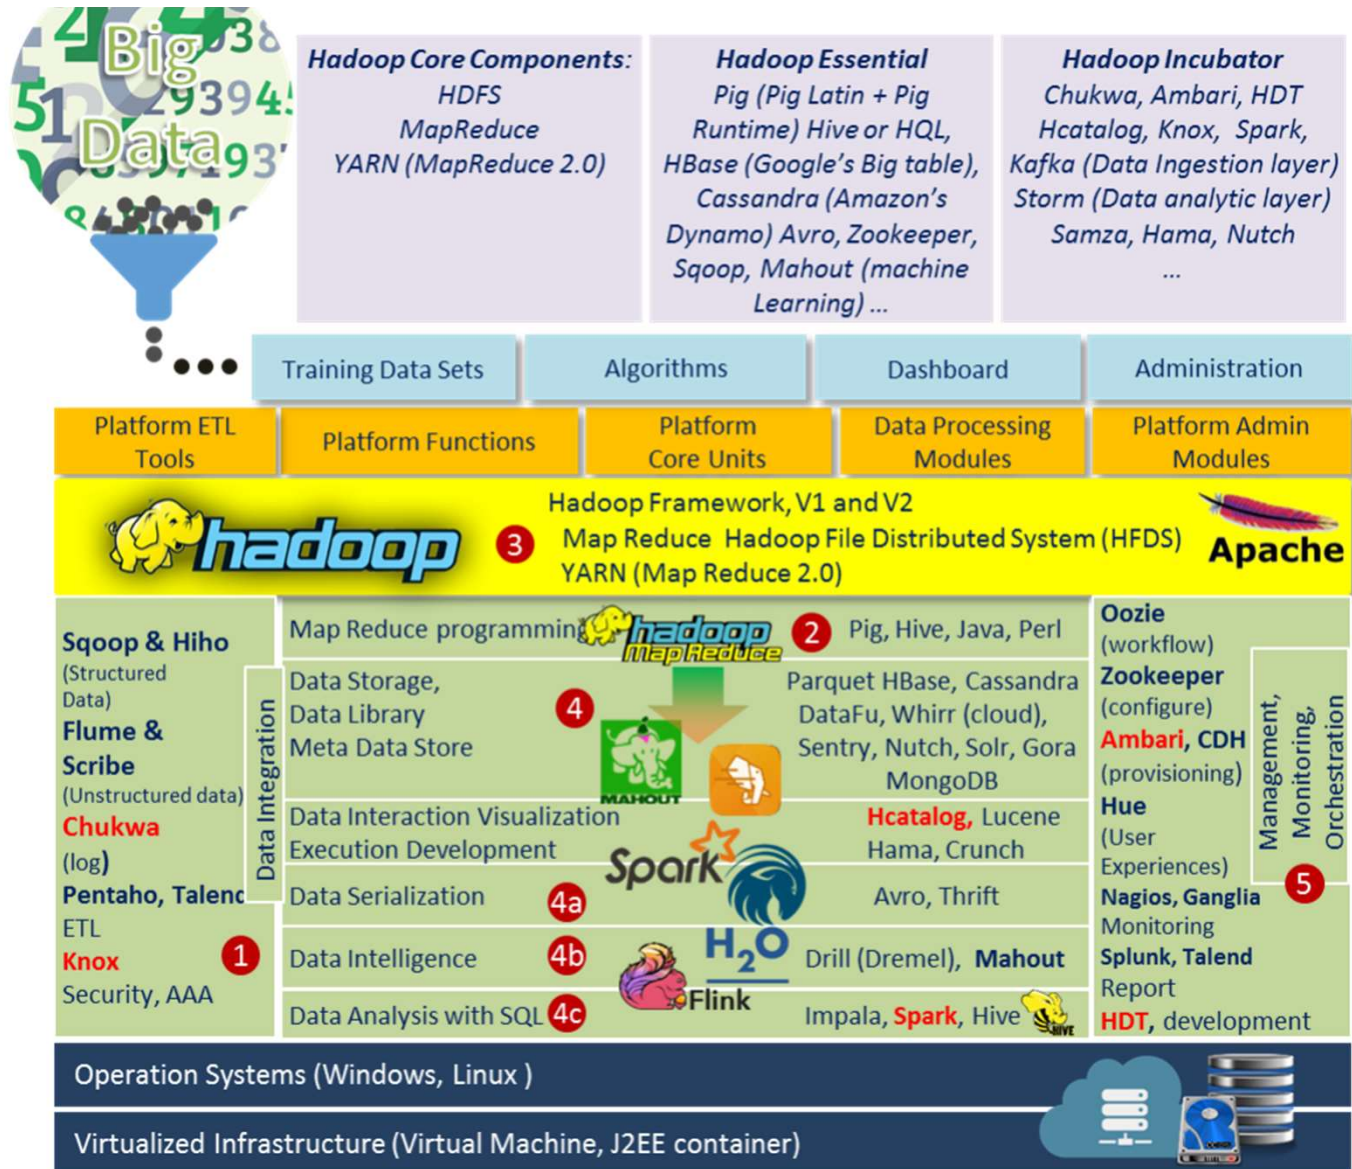 Big
Data
Hadoop Core Components:
HDFS
MapReduce
YARN (MapReduce 2.0)
Hadoop Essential
Pig (Pig Latin + Pig
Runtime) Hive or HQL,
HBase (Google's Big table),
Cassandra (Amazon's
Dynamo) Avro, Zookeeper,
Sqoop, Mahout (machine
Learning) ...
Hadoop Incubator
Chukwa, Ambari, HDT
Hcatalog, Knox, Spark,
Kafka (Data Ingestion layer)
Storm (Data analytic layer)
Samza, Hama, Nutch
...
Training Data Sets
Algorithms
Dashboard
Administration
Platform ETL
Tools
Platform Functions
Platform
Core Units
Data Processing
Modules
Platform Admin
Modules
hadoop
3
Hadoop Framework, V1 and V2
Map Reduce Hadoop File Distributed System (HFDS)
YARN (Map Reduce 2.0)
Apache
Sqoop & Hiho
(Structured
Data)
Flume &
Scribe
(Unstructured data)
Chukwa
(log)
Pentaho, Talend
ETL
Knox
Security, AAA
1
Data Integration
Map Reduce programming
hadoop
Map Reduce
2
Pig, Hive, Java, Perl
Data Storage,
Data Library
Meta Data Store
4
MAHOUT
Parquet HBase, Cassandra
DataFu, Whirr (cloud),
Sentry, Nutch, Solr, Gora
MongoDB
Data Interaction Visualization
Execution Development
Spark
Hcatalog, Lucene
Hama, Crunch
Data Serialization
4a
Avro, Thrift
Data Intelligence
4b
H2O
Drill (Dremel), Mahout
Flink
Data Analysis with SQL
4c
Impala, Spark, Hive
HIVE
Oozie
(workflow)
Zookeeper
(configure)
Ambari, CDH
(provisioning)
Hue
(User
Experiences)
Nagios, Ganglia
Monitoring
Splunk, Talend
Report
HDT, development
Management,
Monitoring,
Orchestration
5
Operation Systems (Windows, Linux )
Virtualized Infrastructure (Virtual Machine, J2EE container)